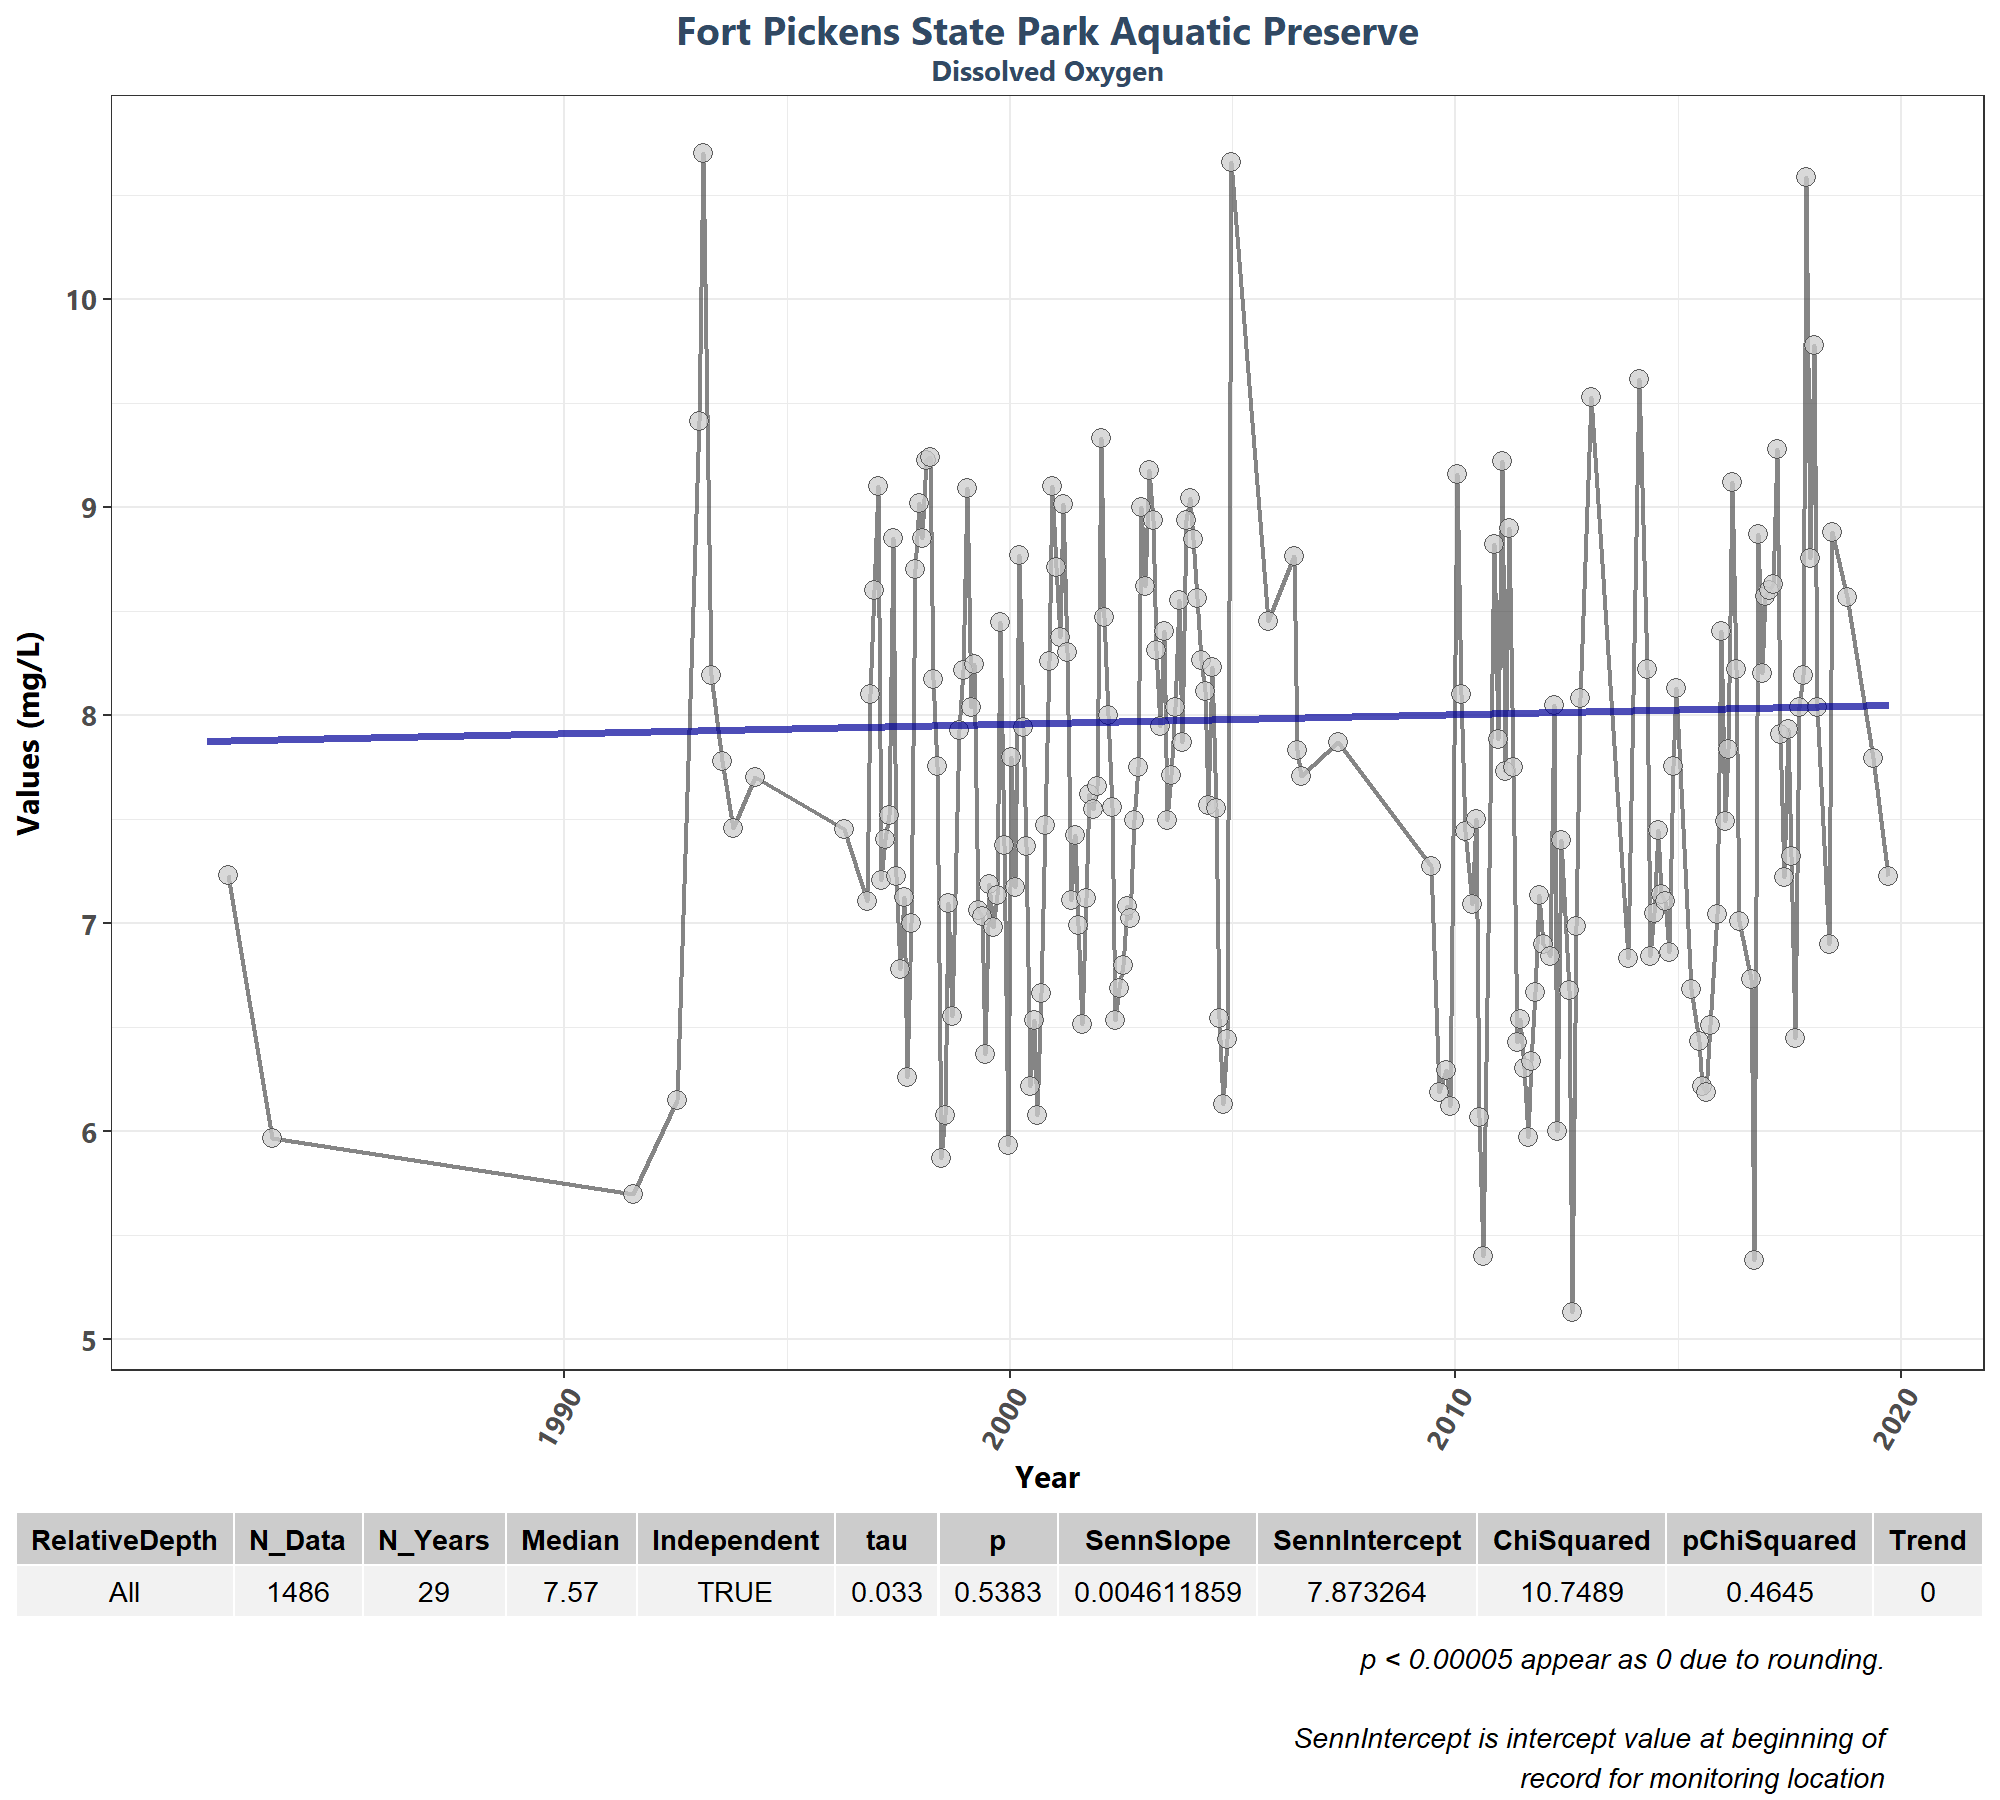 Fort Pickens State Park Aquatic Preserve
Dissolved Oxygen
Values (mg/L)
10
9
8
7
6
5
1990 2000 2010 2020
Year
RelativeDepth N_Data N_Years Median Independent tau p SennSlope SennIntercept ChiSquared pChiSquared Trend
All 1486 29 7.57 TRUE 0.033 0.5383 0.004611859 7.873264 10.7489 0.4645 0
p < 0.00005 appear as 0 due to rounding.
SennIntercept is intercept value at beginning of
record for monitoring location